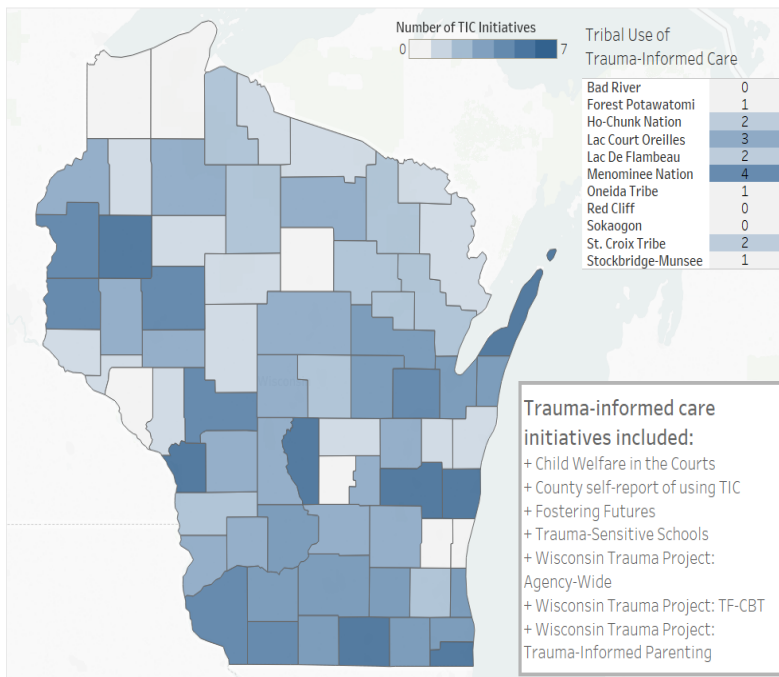 Number of TIC Initiatives
0 7
Tribal Use of
Trauma-Informed Care
Bad River 0
Forest Potawatomi 1
Ho-Chunk Nation 2
Lac Court Oreilles 3
Lac De Flambeau 2
Menominee Nation 4
Oneida Tribe 1
Red Cliff 0
Sokaogon 0
St. Croix Tribe 2
Stockbridge-Munsee 1
Trauma-informed care
initiatives included:
+ Child Welfare in the Courts
+ County self-report of using TIC
+ Fostering Futures
+ Trauma-Sensitive Schools
+ Wisconsin Trauma Project:
Agency-Wide
+ Wisconsin Trauma Project: TF-CBT
+ Wisconsin Trauma Project:
Trauma-Informed Parenting